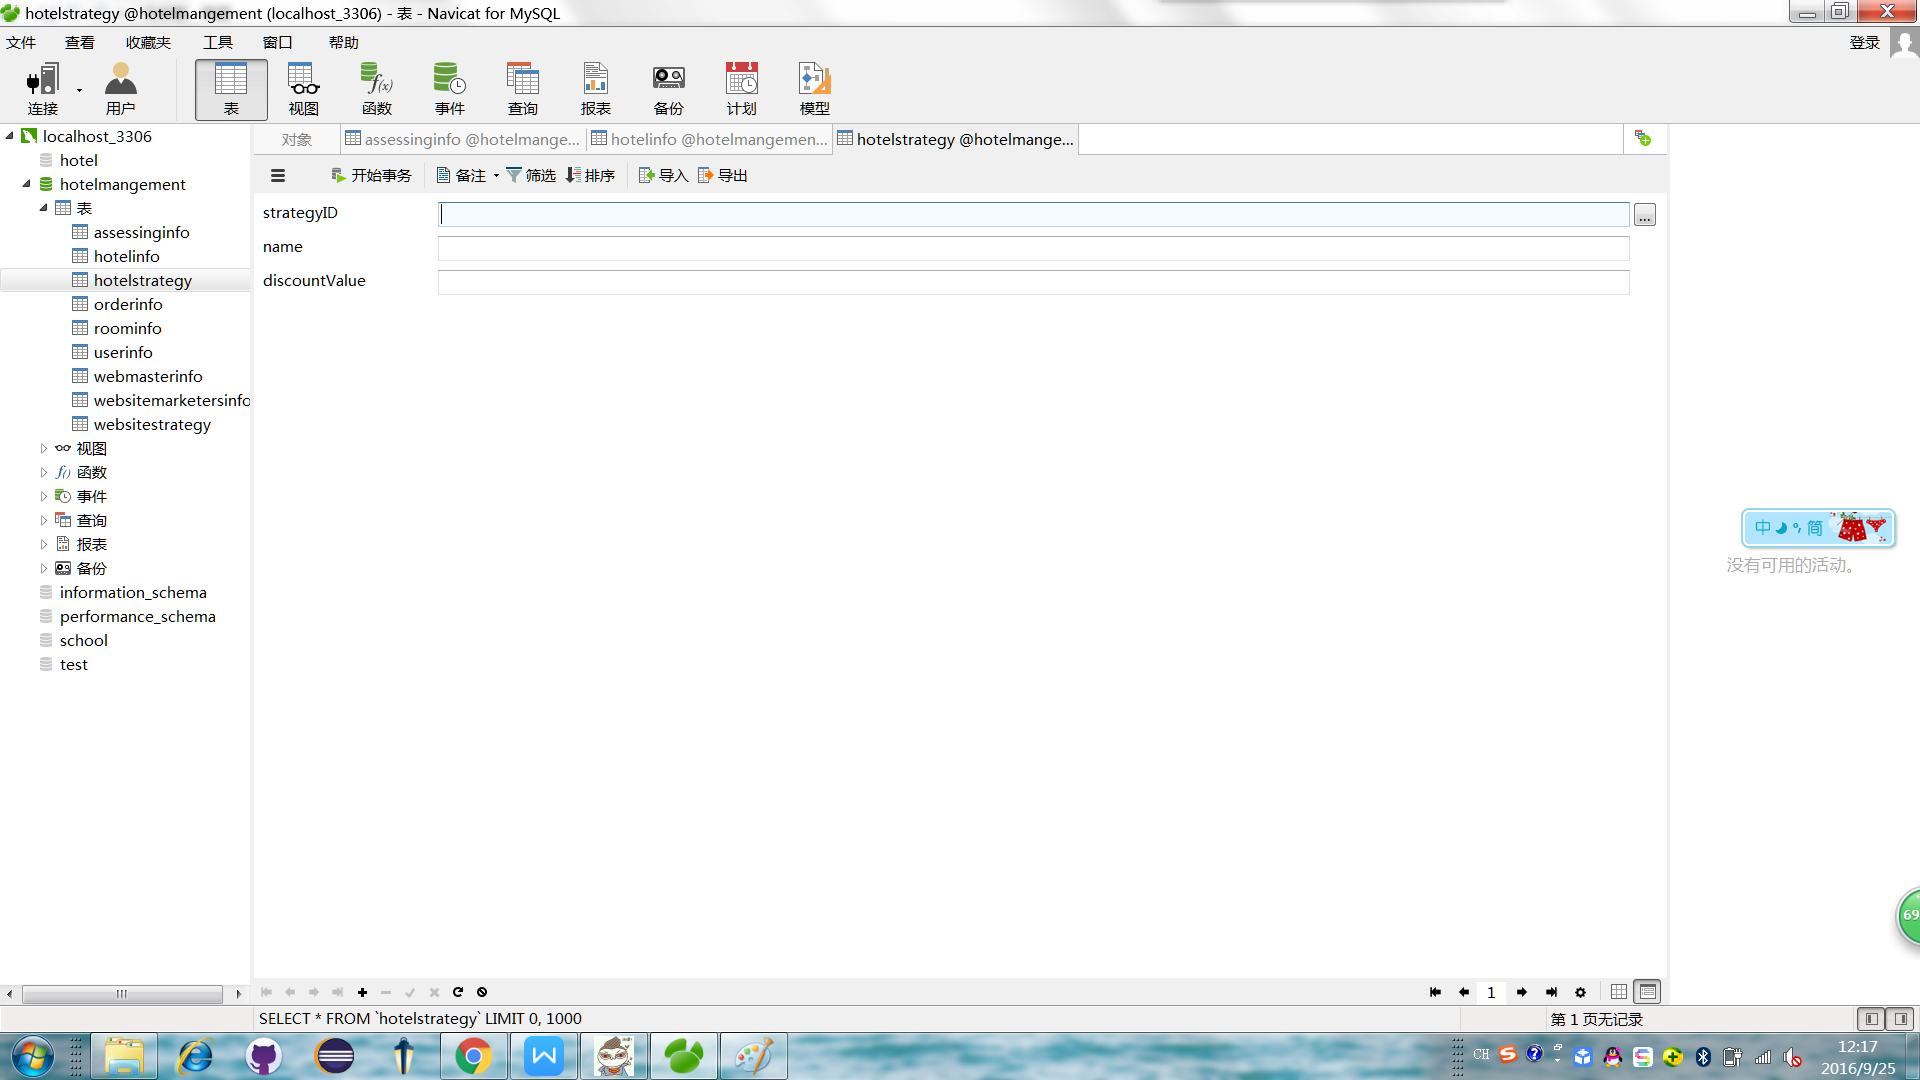 hotelstrategy @hotelmangement (localhost_3306) - 表 - Navicat for MySQL
文件 查看 收藏夹 工具 窗口 帮助 登录
连接 用户 表 视图 函数 事件 查询 报表 备份 计划 模型
localhost_3306
hotel
hotelmangement
表
assessinginfo
hotelinfo
hotelstrategy
orderinfo
roominfo
userinfo
webmasterinfo
websitemarketersinfo
websitestrategy
视图
函数
事件
查询
报表
备份
information_schema
performance_schema
school
test
对象 assessinginfo @hotelmange... hotelinfo @hotelmangemen... hotelstrategy @hotelmange...
开始事务 备注 筛选 排序 导入 导出
strategyID
...
name
discountValue
中 简
没有可用的活动。
69
1
SELECT * FROM `hotelstrategy` LIMIT 0, 1000
第 1 页无记录
CH
12:17
2016/9/25